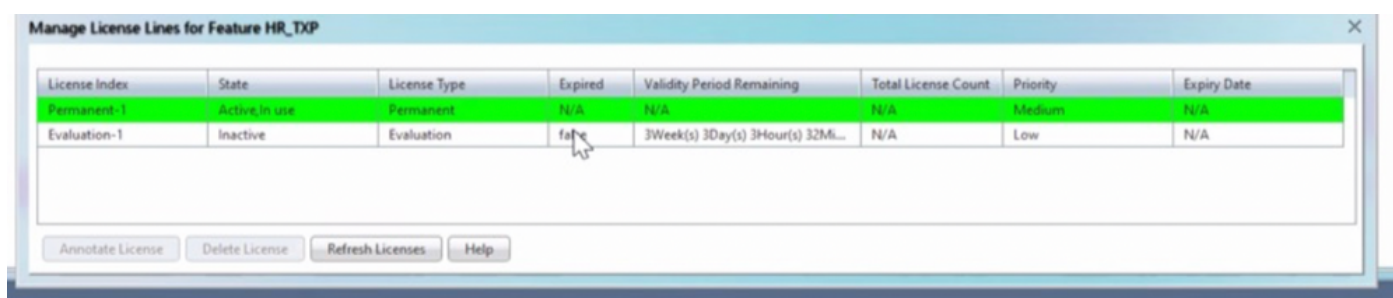 Manage License Lines for Feature HR_TXP
License Index State License Type Expired Validity Period Remaining Total License Count Priority Expiry Date
Permanent-1 Active,In use Permanent N/A N/A N/A Medium N/A
Evaluation-1 Inactive Evaluation false 3Week(s) 3Day(s) 3Hour(s) 32Mi... N/A Low N/A
Annotate License Delete License Refresh Licenses Help